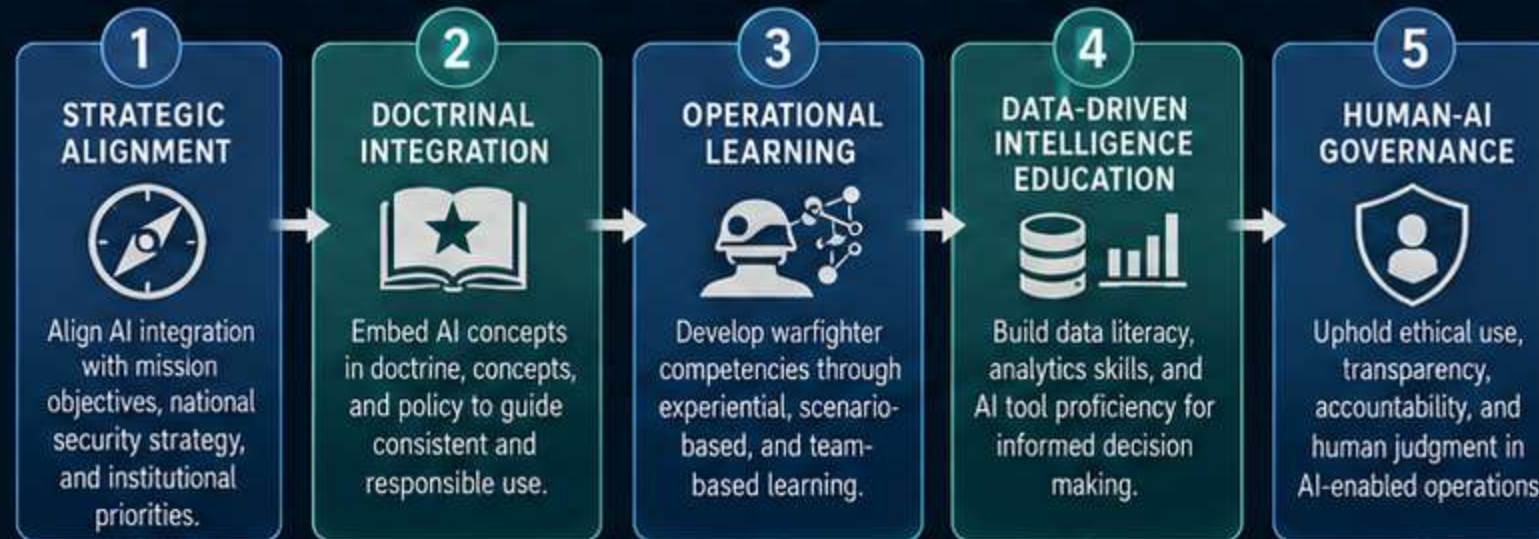 1
STRATEGIC
ALIGNMENT
Align AI integration
with mission
objectives, national
security strategy,
and institutional
priorities.
2
DOCTRINAL
INTEGRATION
Embed AI concepts
in doctrine, concepts,
and policy to guide
consistent and
responsible use.
3
OPERATIONAL
LEARNING
Develop warfighter
competencies through
experiential, scenario-
based, and team-
based learning.
4
DATA-DRIVEN
INTELLIGENCE
EDUCATION
Build data literacy,
analytics skills, and
AI tool proficiency for
informed decision
making.
5
HUMAN-AI
GOVERNANCE
Uphold ethical use,
transparency,
accountability, and
human judgment in
AI-enabled operations